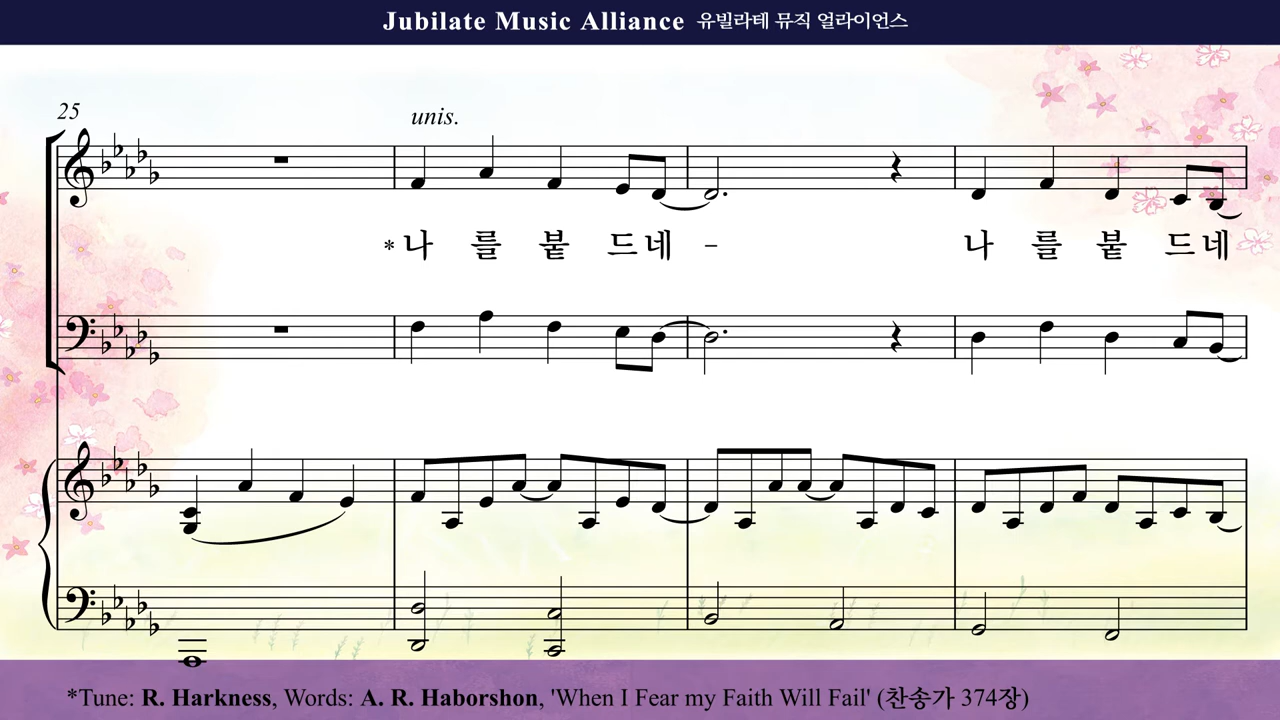 Jubilate Music Alliance 유빌라테 뮤직 얼라이언스
25
unis.
*나 를 붙 드네 – 나 를 붙 드네
*Tune: R. Harkness, Words: A. R. Haborshon, 'When I Fear my Faith Will Fail' (찬송가 374장)